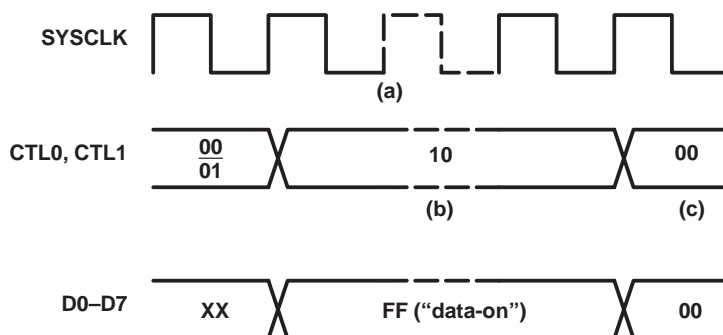 SYSCLK
(a)
CTL0, CTL1
00
01
10
00
(b)
(c)
D0–D7
XX
FF (“data-on”)
00